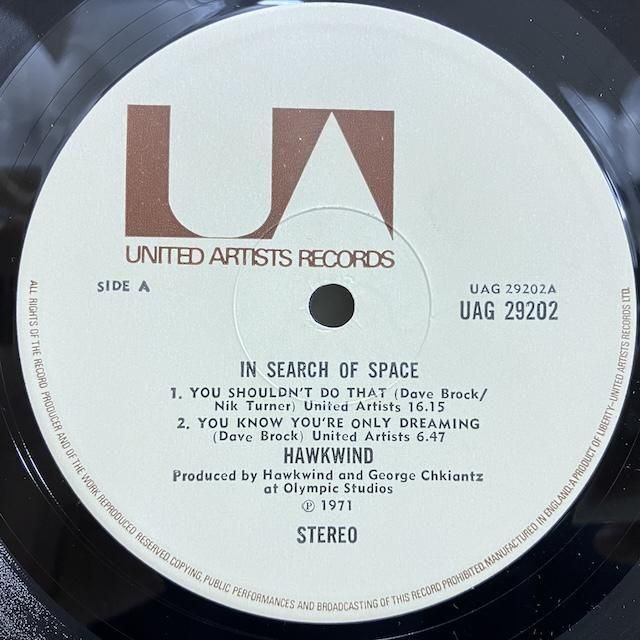 UA
UNITED ARTISTS RECORDS
SIDE A
UAG 29202A
UAG 29202
IN SEARCH OF SPACE
1. YOU SHOULDN'T DO THAT (Dave Brock/
Nik Turner) United Artists 16.15
2. YOU KNOW YOU'RE ONLY DREAMING
(Dave Brock) United Artists 6.47
HAWKWIND
Produced by Hawkwind and George Chkiantz
at Olympic Studios
℗ 1971
STEREO
ALL RIGHTS OF THE RECORD PRODUCER AND OF THE WORK REPRODUCED RESERVED. COPYING, PUBLIC PERFORMANCES AND BROADCASTING OF THIS RECORD PROHIBITED. MANUFACTURED IN ENGLAND. A PRODUCT OF LIBERTY–UNITED RECORDS LTD.